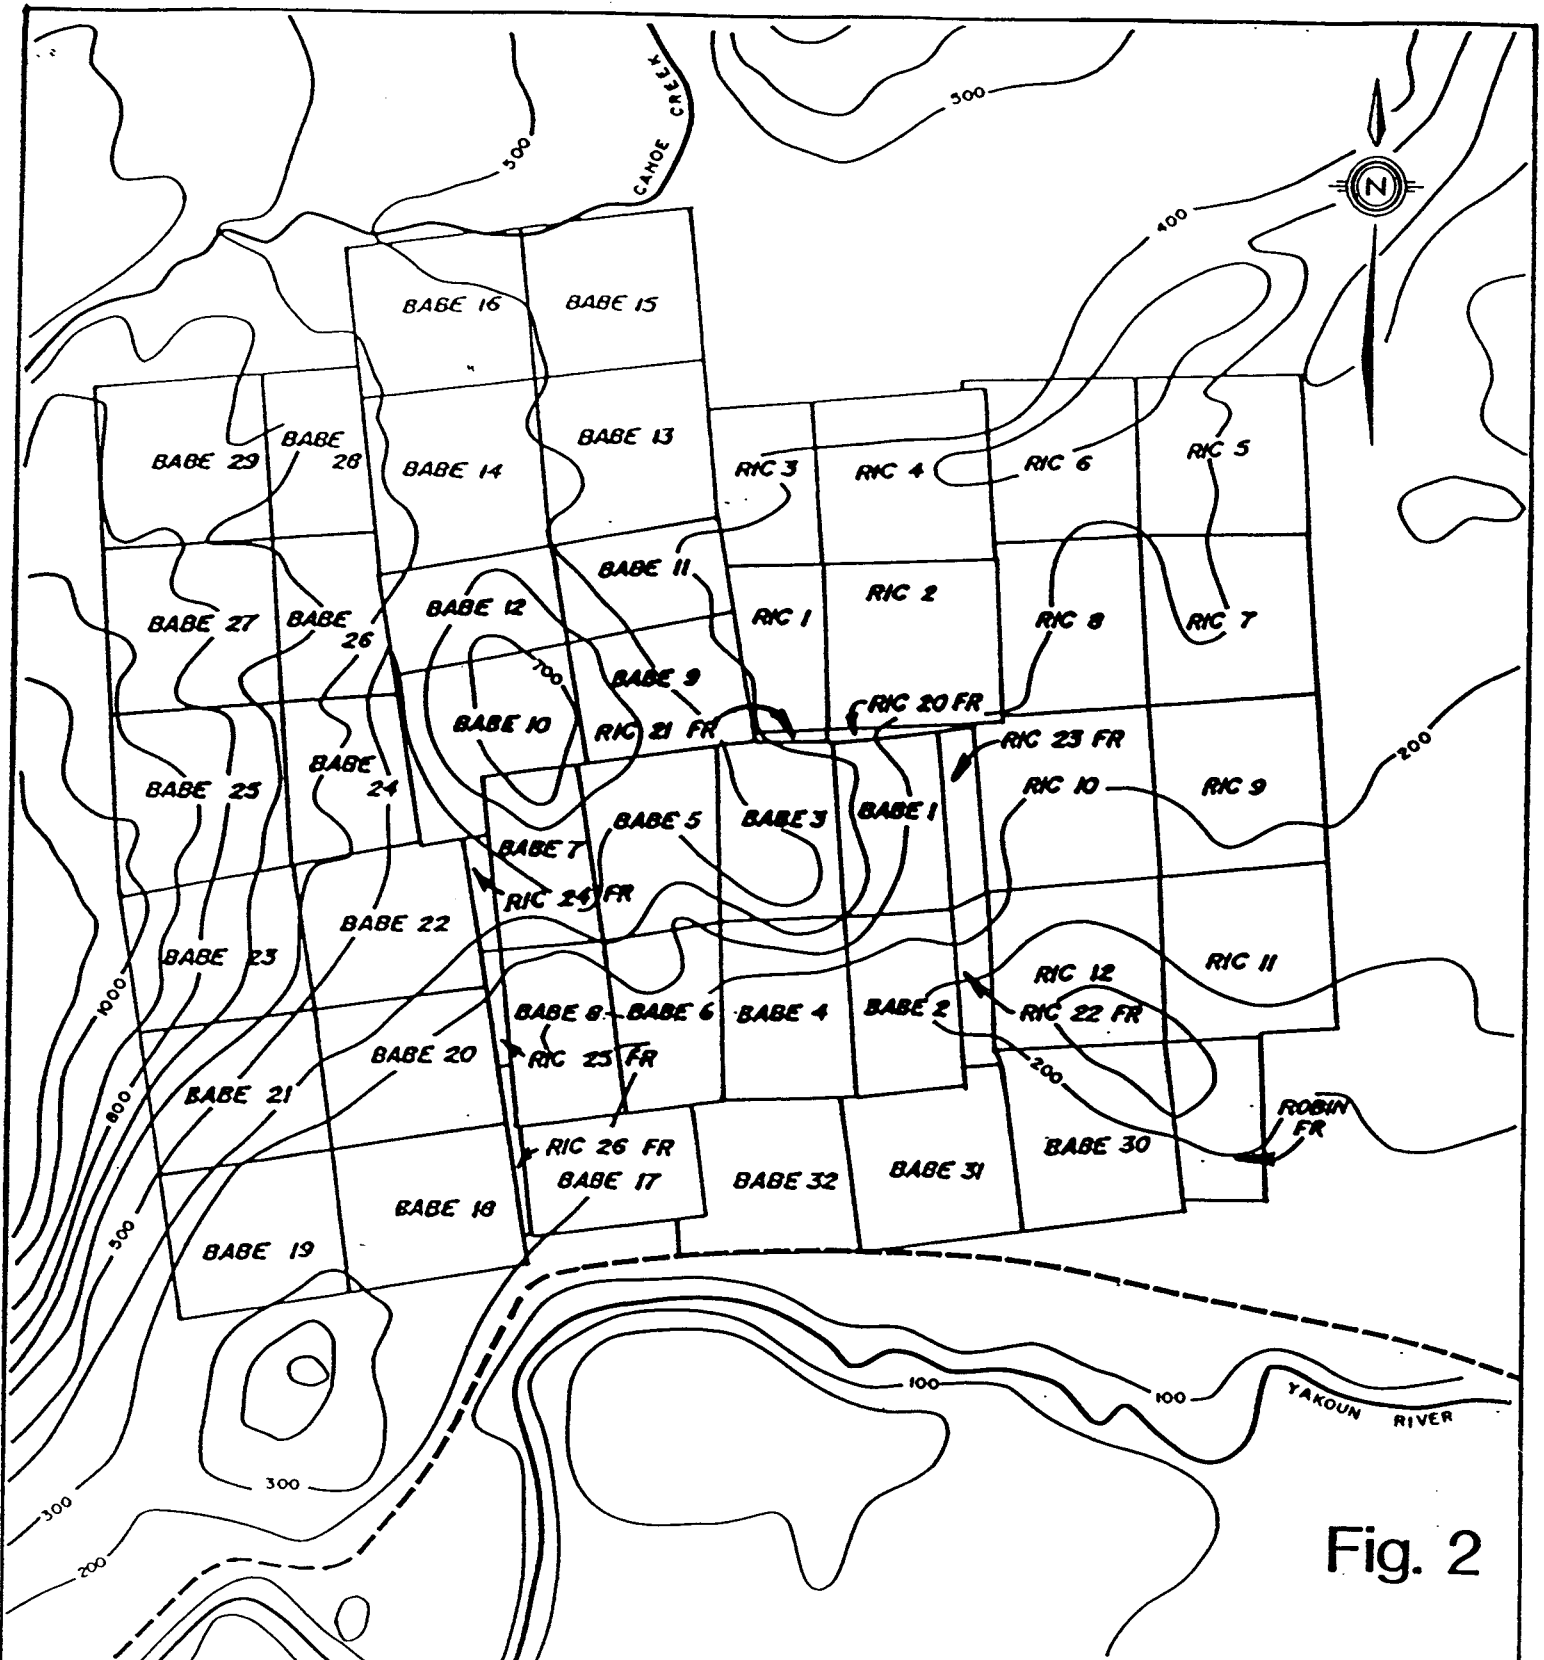 CANOE CREEK
500
500
N
400
BABE 16
BABE 15
BABE 29
BABE
28
BABE 14
BABE 13
RIC 3
RIC 4
RIC 6
RIC 5
BABE 11
BABE 12
BABE 27
BABE
26
RIC 1
RIC 2
RIC 8
RIC 7
700
BABE 9
BABE 10
RIC 21 FR
RIC 20 FR
RIC 23 FR
200
BABE 25
BABE
24
RIC 10
RIC 9
BABE 5
BABE 3
BABE 1
BABE 7
RIC 24 FR
BABE 22
BABE 23
1000
RIC 12
RIC 11
BABE 8
BABE 6
BABE 4
BABE 2
RIC 22 FR
BABE 20
RIC 25 FR
200
BABE 21
800
ROBIN
FR
RIC 26 FR
BABE 17
BABE 32
BABE 31
BABE 30
BABE 18
500
BABE 19
100
100
YAKOUN RIVER
300
300
200
Fig. 2